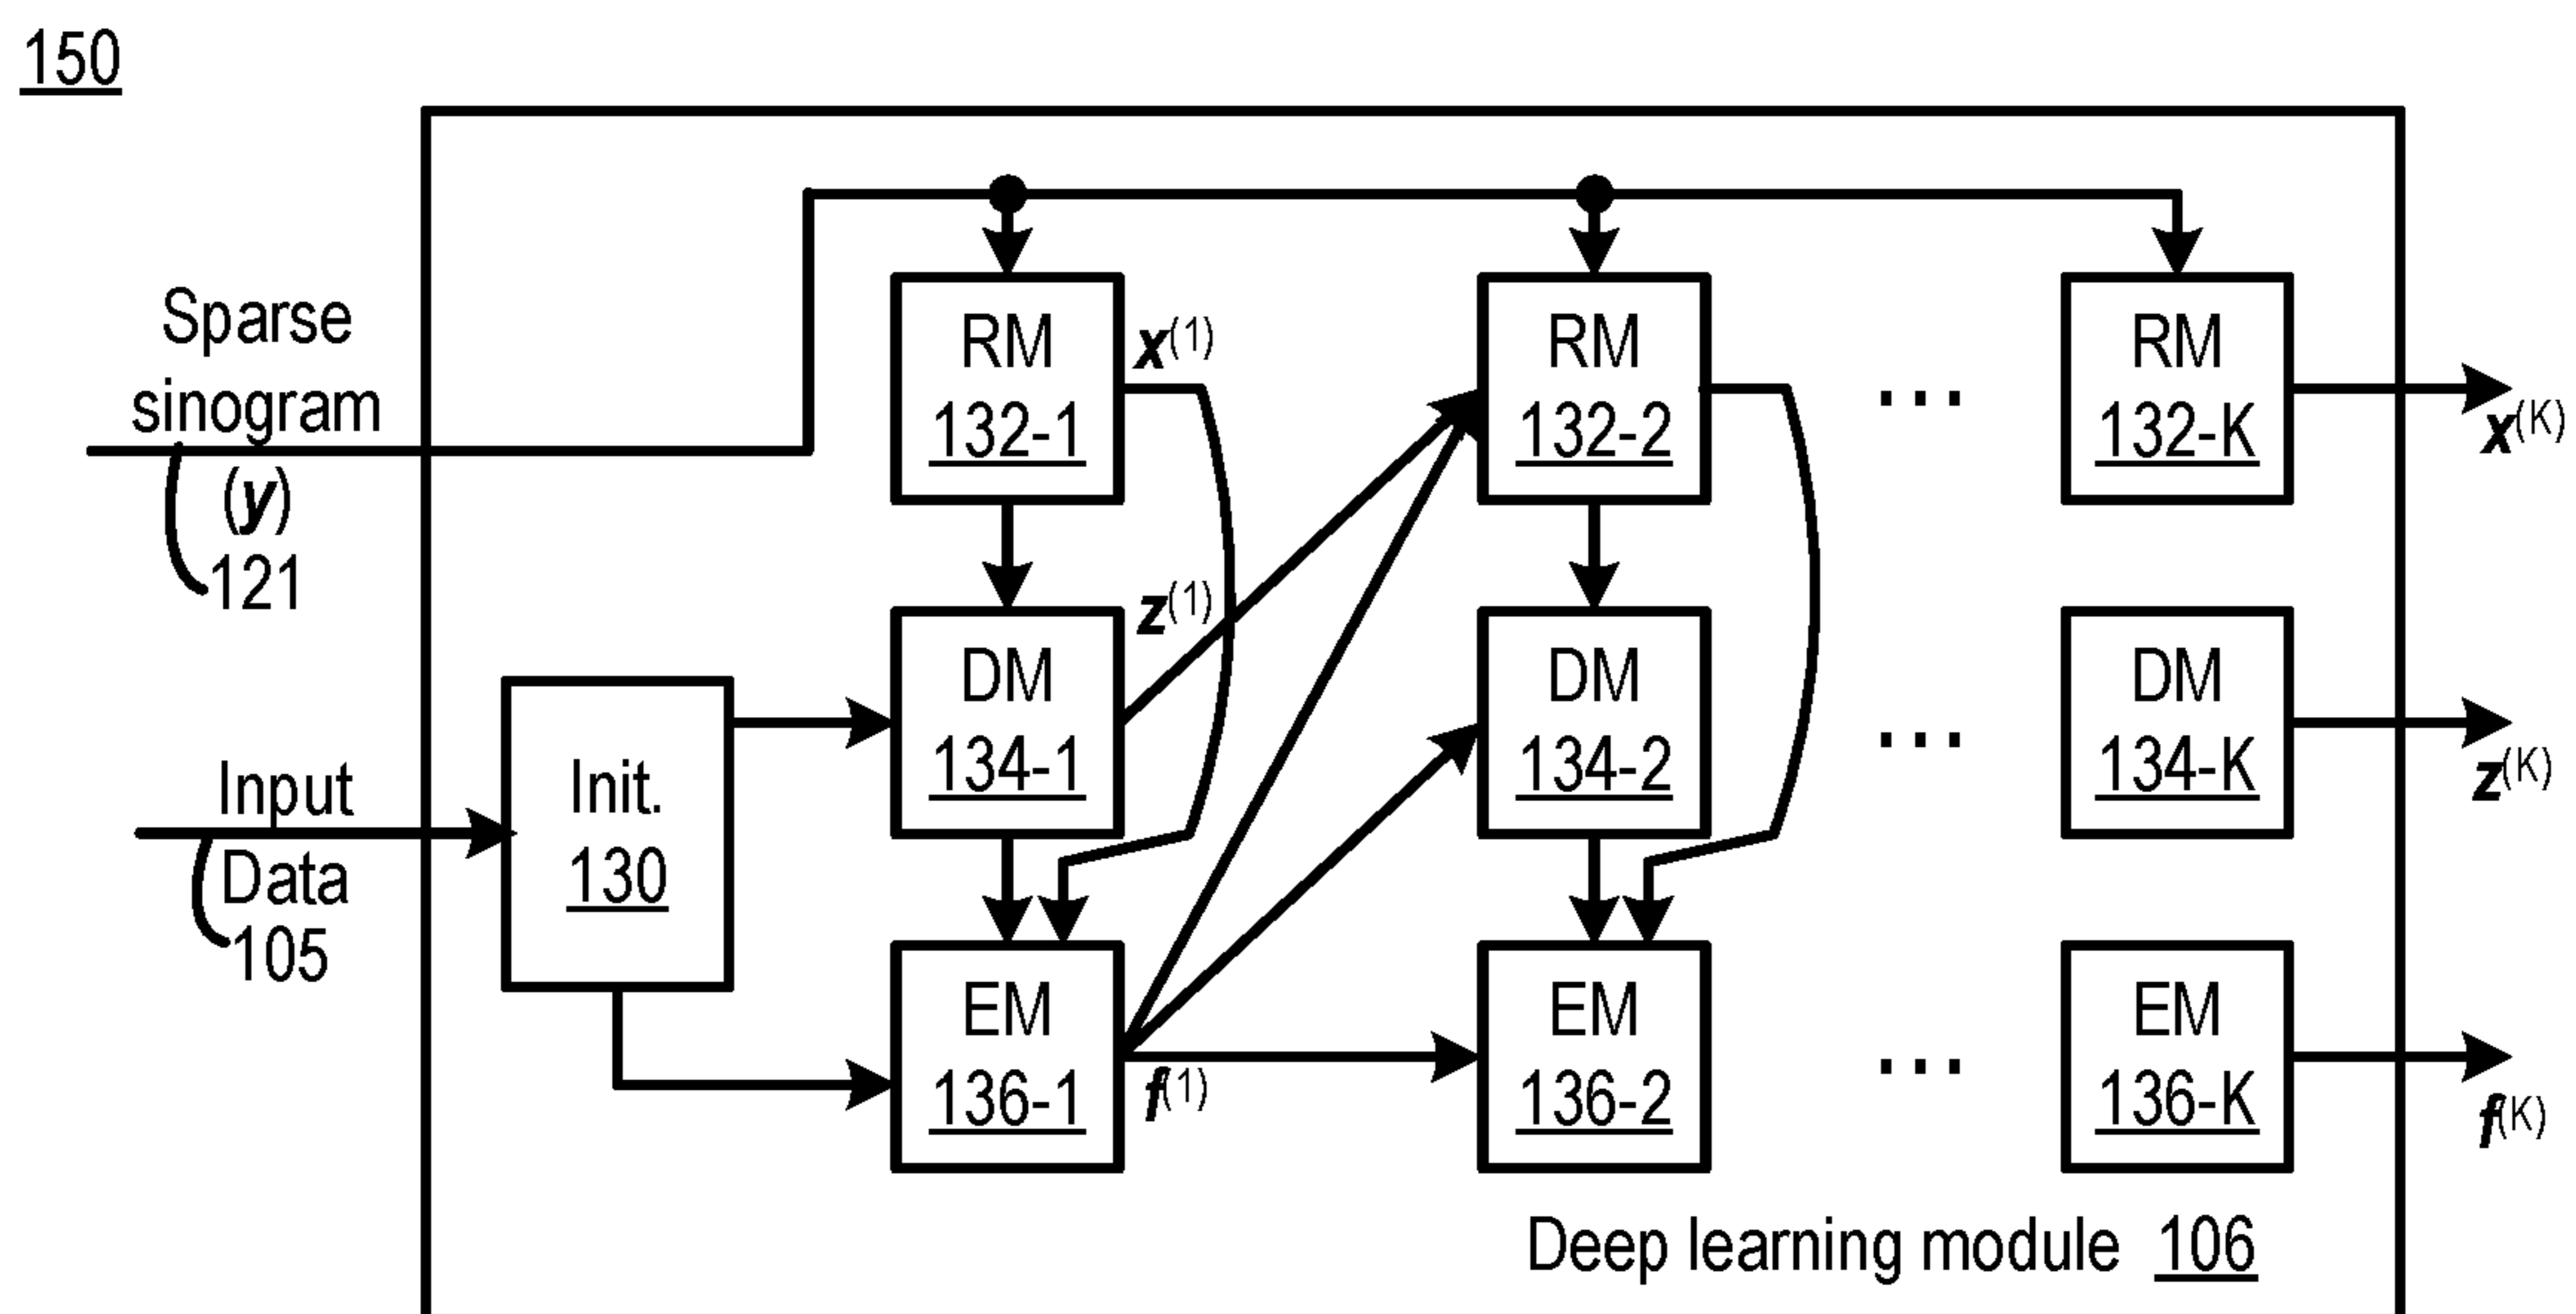 150
Sparse
sinogram
(y)
121
Input
Data
105
Init.
130
RM
132-1
x(1)
DM
134-1
z(1)
EM
136-1
f(1)
RM
132-2
DM
134-2
EM
136-2
...
...
...
RM
132-K
DM
134-K
EM
136-K
x(K)
z(K)
f(K)
Deep learning module 106